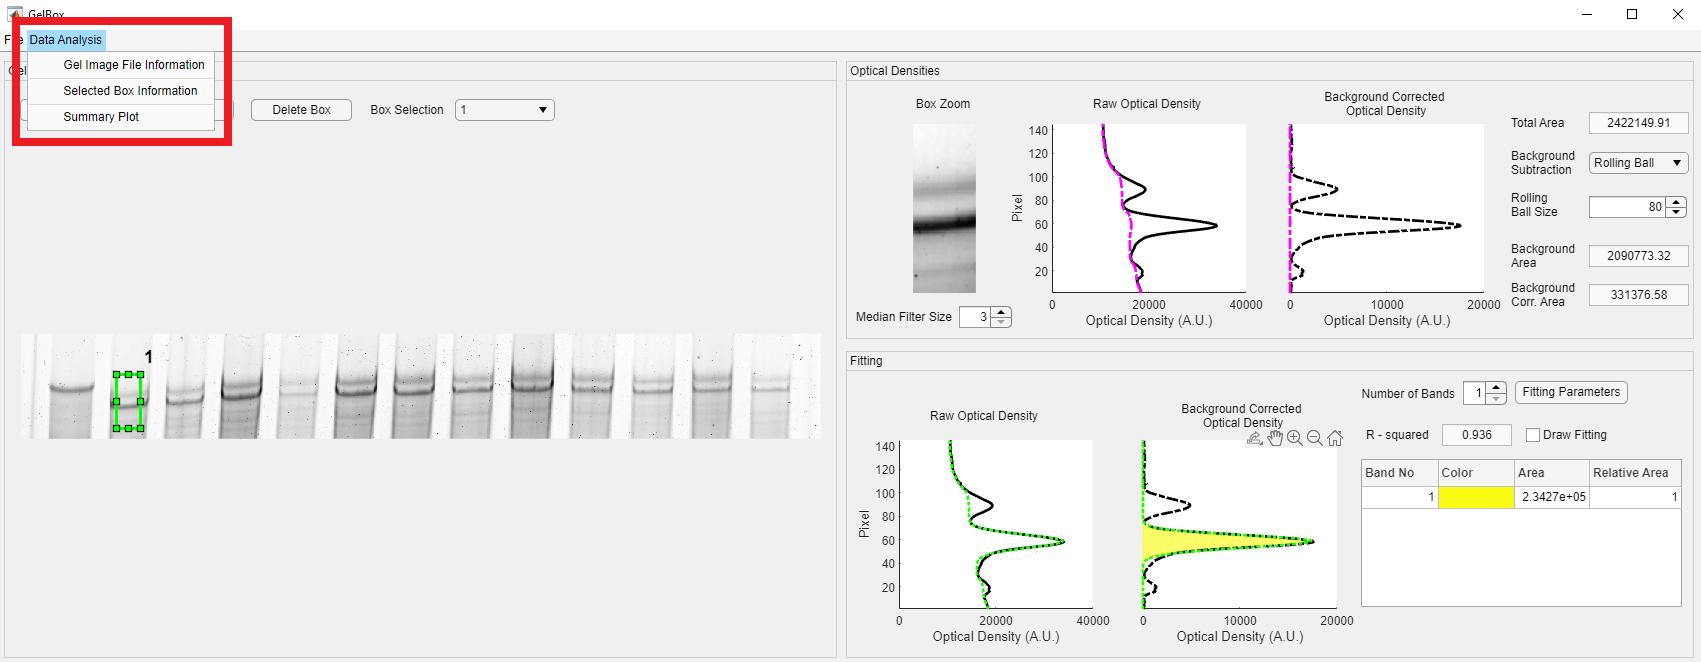 GelBox
File Data Analysis
Gel Image File Information
Selected Box Information
Summary Plot
Gel
Delete Box
Box Selection
1
1
Optical Densities
Box Zoom
Raw Optical Density
Background Corrected
Optical Density
140
120
100
80
60
40
20
Pixel
0
20000
40000
Optical Density (A.U.)
0
10000
20000
Optical Density (A.U.)
Median Filter Size
3
Total Area
2422149.91
Background
Subtraction
Rolling Ball
Rolling
Ball Size
80
Background
Area
2090773.32
Background
Corr. Area
331376.58
Fitting
Raw Optical Density
Background Corrected
Optical Density
140
120
100
80
60
40
20
Pixel
0
20000
40000
Optical Density (A.U.)
0
10000
20000
Optical Density (A.U.)
Number of Bands
1
Fitting Parameters
R - squared
0.936
Draw Fitting
Band No Color Area Relative Area
1 2.3427e+05 1